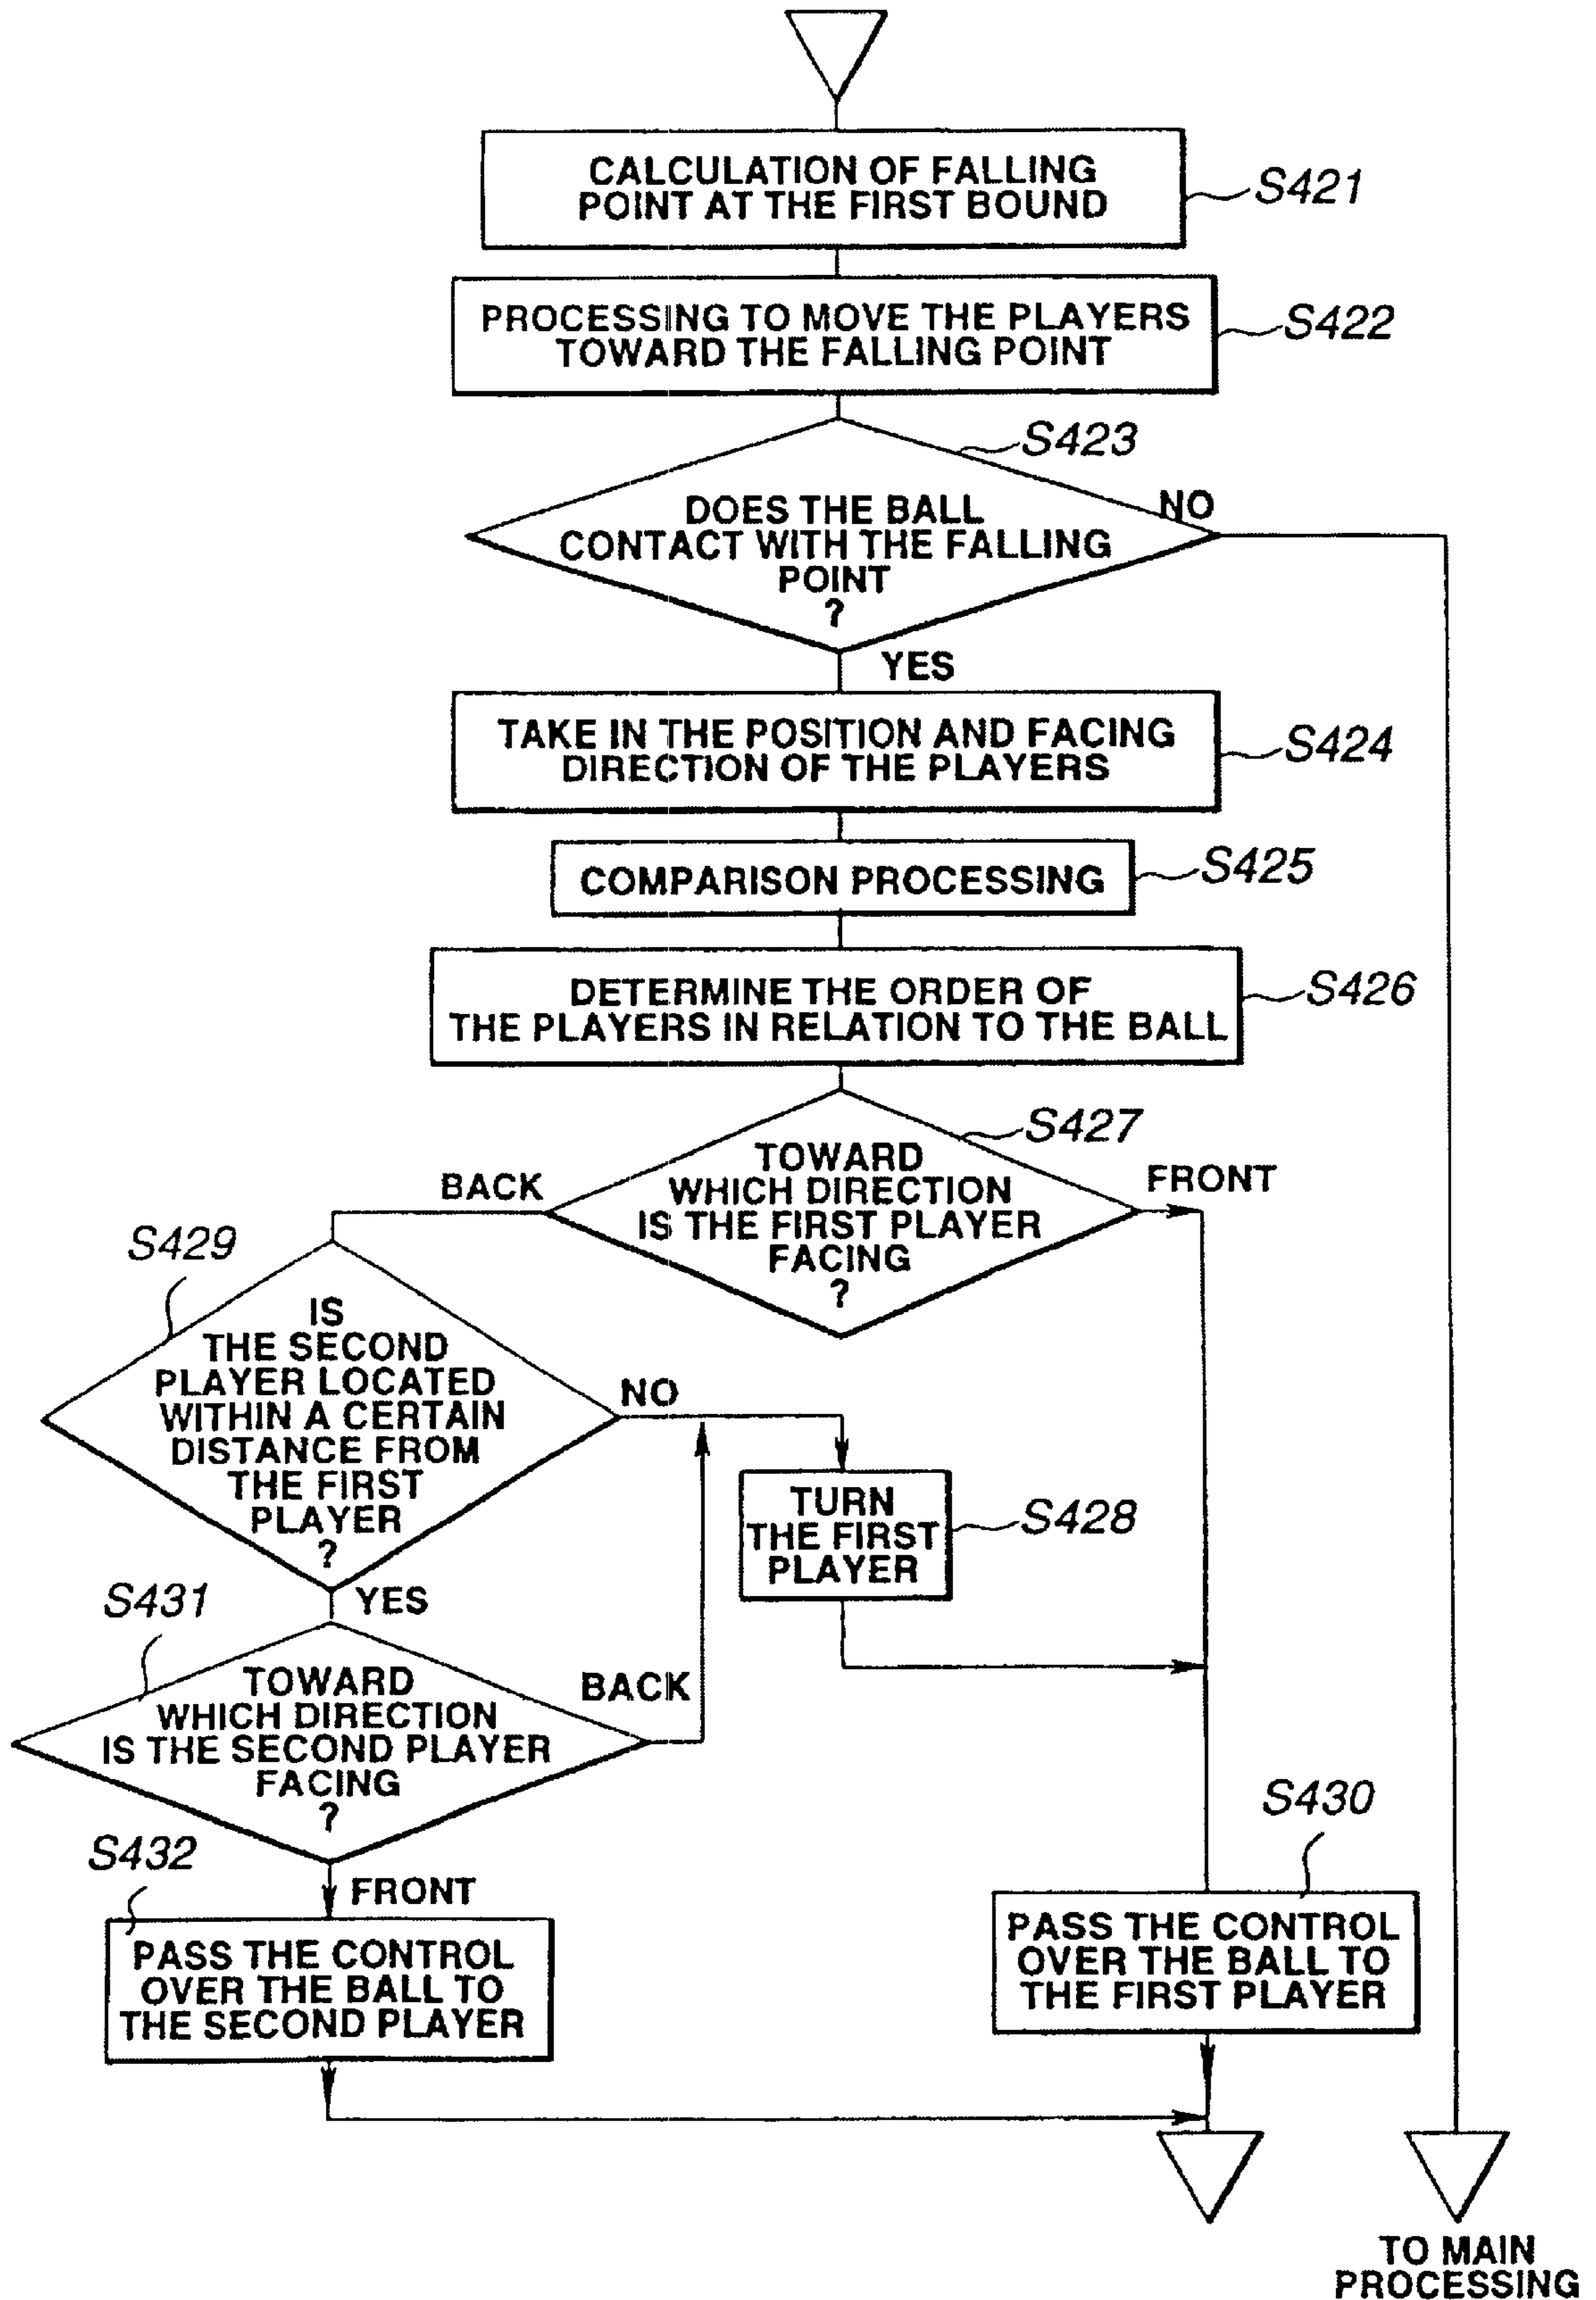 CALCULATION OF FALLING
POINT AT THE FIRST BOUND
S421
PROCESSING TO MOVE THE PLAYERS
TOWARD THE FALLING POINT
S422
S423
DOES THE BALL
CONTACT WITH THE FALLING
POINT
?
NO
YES
TAKE IN THE POSITION AND FACING
DIRECTION OF THE PLAYERS
S424
COMPARISON PROCESSING
S425
DETERMINE THE ORDER OF
THE PLAYERS IN RELATION TO THE BALL
S426
S427
TOWARD
WHICH DIRECTION
IS THE FIRST PLAYER
FACING
?
BACK
FRONT
S429
IS
THE SECOND
PLAYER LOCATED
WITHIN A CERTAIN
DISTANCE FROM
THE FIRST
PLAYER
?
NO
YES
TURN
THE FIRST
PLAYER
S428
S431
TOWARD
WHICH DIRECTION
IS THE SECOND PLAYER
FACING
?
BACK
FRONT
S432
PASS THE CONTROL
OVER THE BALL TO
THE SECOND PLAYER
S430
PASS THE CONTROL
OVER THE BALL TO
THE FIRST PLAYER
TO MAIN
PROCESSING